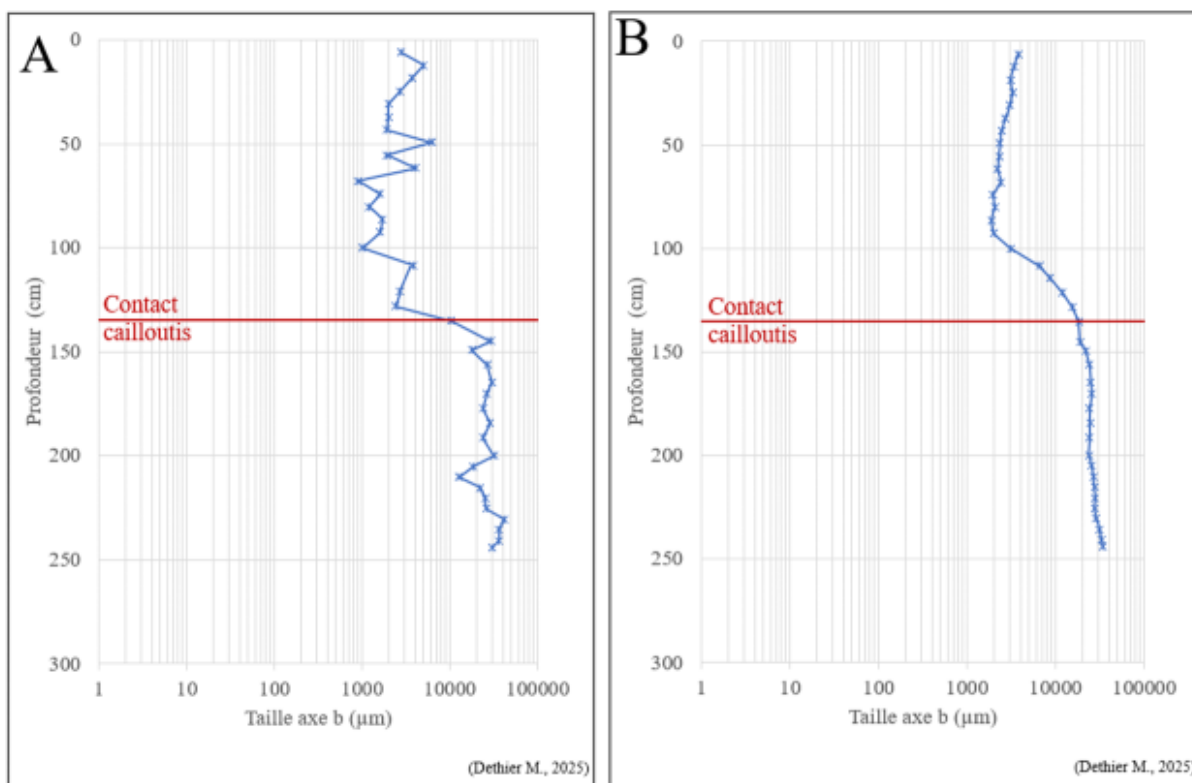 A
0
50
100
150
200
250
300
Profondeur (cm)
Contact
cailloutis
1 10 100 1000 10000 100000
Taille axe b (µm)
(Dethier M., 2025)
B
0
50
100
150
200
250
300
Profondeur (cm)
Contact
cailloutis
1 10 100 1000 10000 100000
Taille axe b (µm)
(Dethier M., 2025)